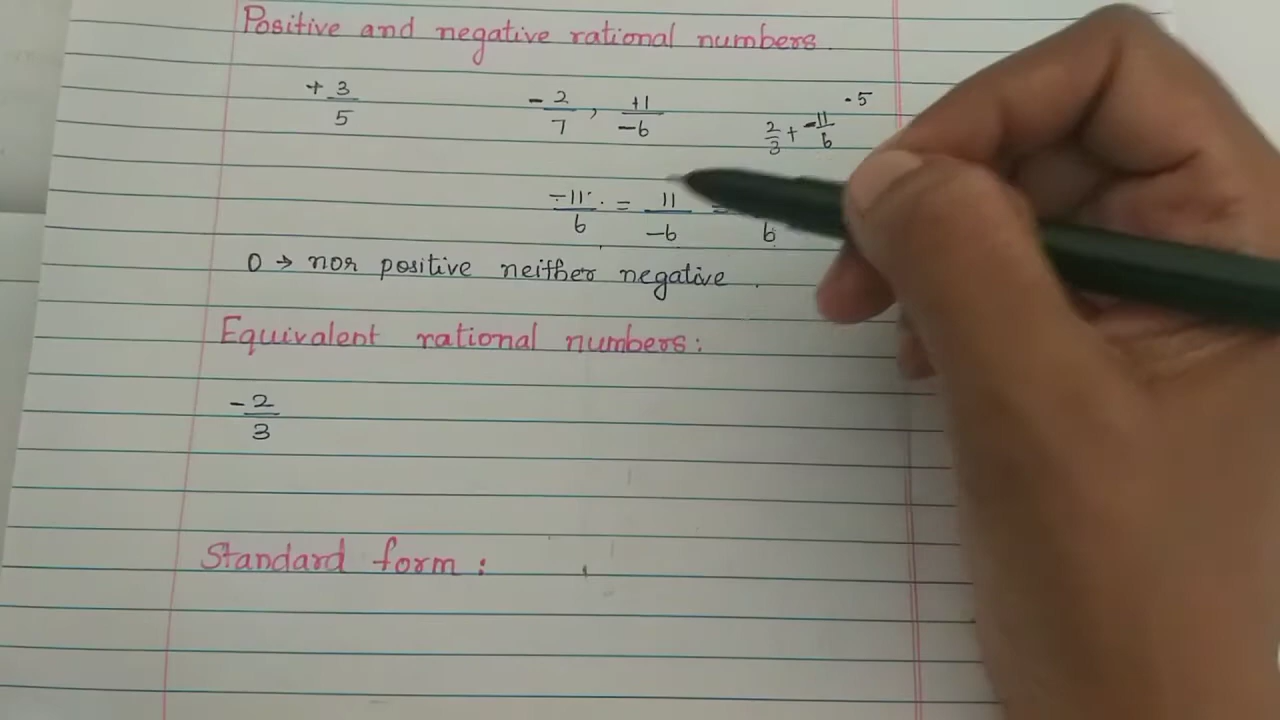 Positive and negative rational numbers.
+3/5 -2/7, +1/-6 2/3 + -11/6 .5
-11/6 = 11/-6 = /6
0 → nor positive neither negative.
Equivalent rational numbers:
-2/3
Standard form: